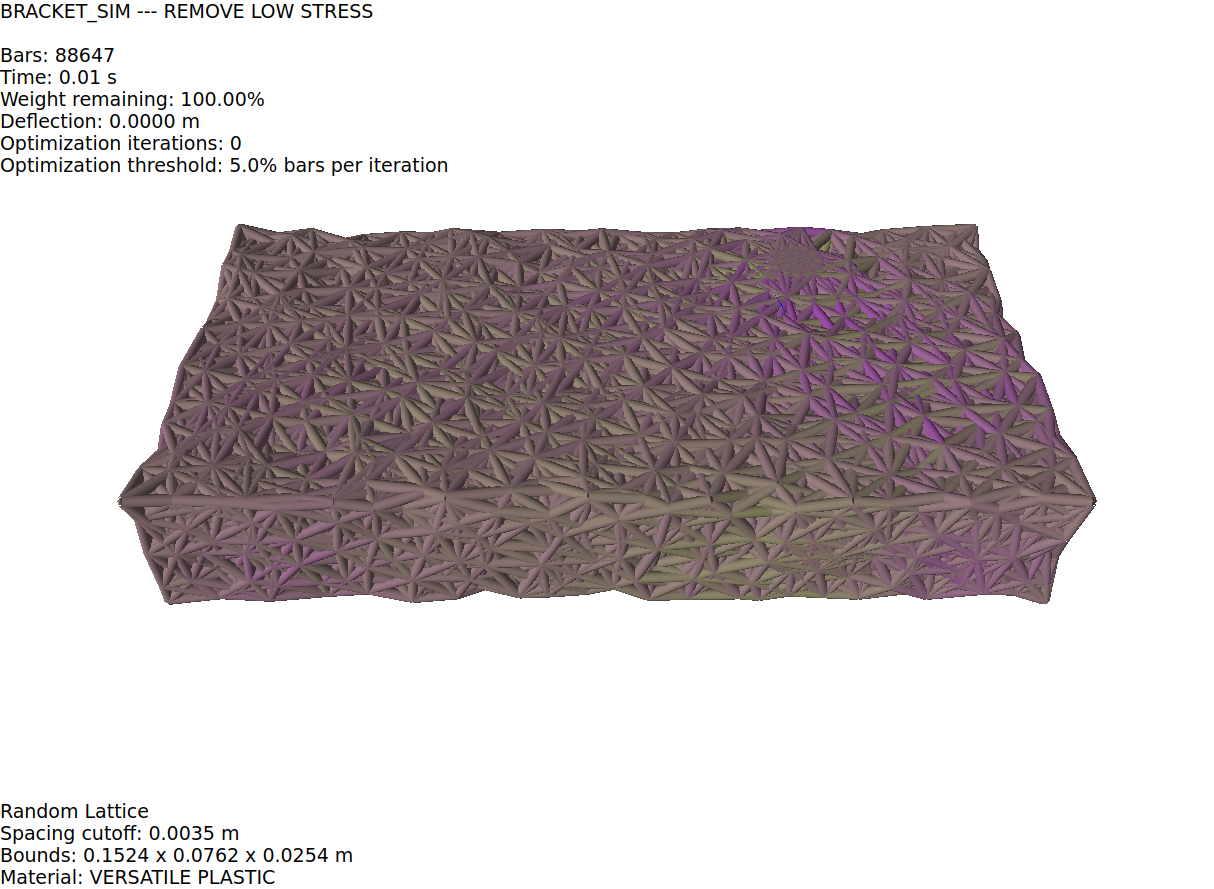 BRACKET_SIM --- REMOVE LOW STRESS
Bars: 88647
Time: 0.01 s
Weight remaining: 100.00%
Deflection: 0.0000 m
Optimization iterations: 0
Optimization threshold: 5.0% bars per iteration
Random Lattice
Spacing cutoff: 0.0035 m
Bounds: 0.1524 x 0.0762 x 0.0254 m
Material: VERSATILE PLASTIC